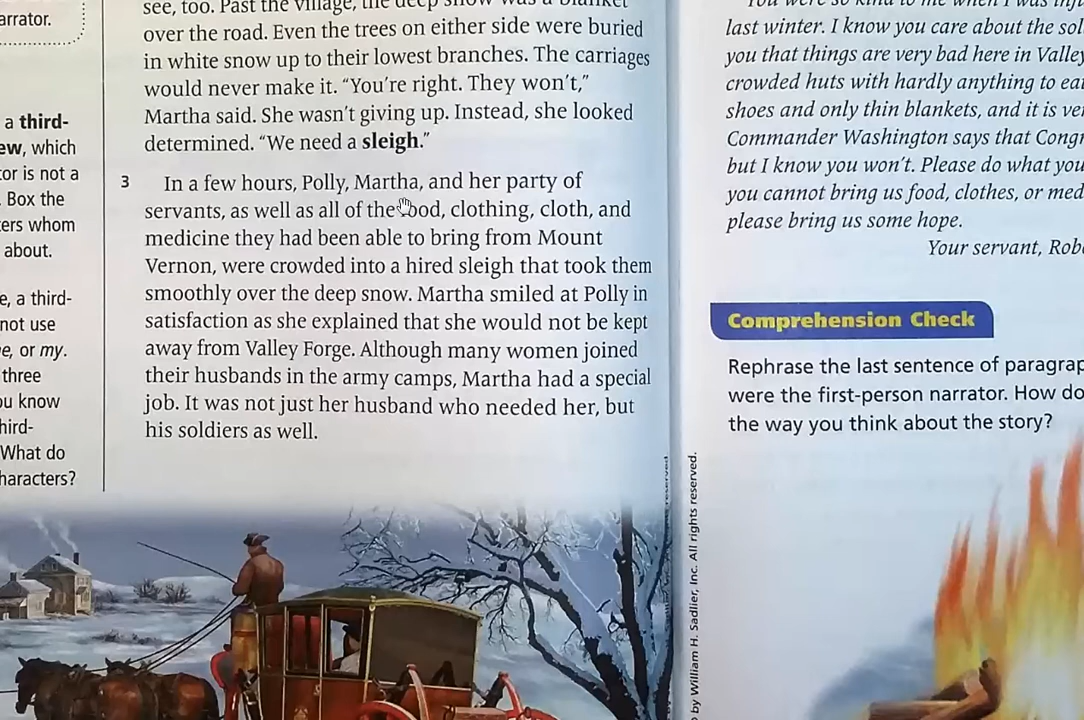 arrator.
a third-
ew, which
tor is not a
. Box the
ters whom
about.
e, a third-
not use
e, or my.
three
ou know
hird-
What do
haracters?
see, too. Past the village, the deep snow was a blanket
over the road. Even the trees on either side were buried
in white snow up to their lowest branches. The carriages
would never make it. “You’re right. They won’t,”
Martha said. She wasn’t giving up. Instead, she looked
determined. “We need a sleigh.”
3 In a few hours, Polly, Martha, and her party of
servants, as well as all of the food, clothing, cloth, and
medicine they had been able to bring from Mount
Vernon, were crowded into a hired sleigh that took them
smoothly over the deep snow. Martha smiled at Polly in
satisfaction as she explained that she would not be kept
away from Valley Forge. Although many women joined
their husbands in the army camps, Martha had a special
job. It was not just her husband who needed her, but
his soldiers as well.
You were so kind to me when I was inju
last winter. I know you care about the sol
you that things are very bad here in Valley
crowded huts with hardly anything to eat
shoes and only thin blankets, and it is ver
Commander Washington says that Congr
but I know you won’t. Please do what you
you cannot bring us food, clothes, or med
please bring us some hope.
Your servant, Robe
Comprehension Check
Rephrase the last sentence of paragrap
were the first-person narrator. How do
the way you think about the story?
by William H. Sadlier, Inc. All rights reserved.